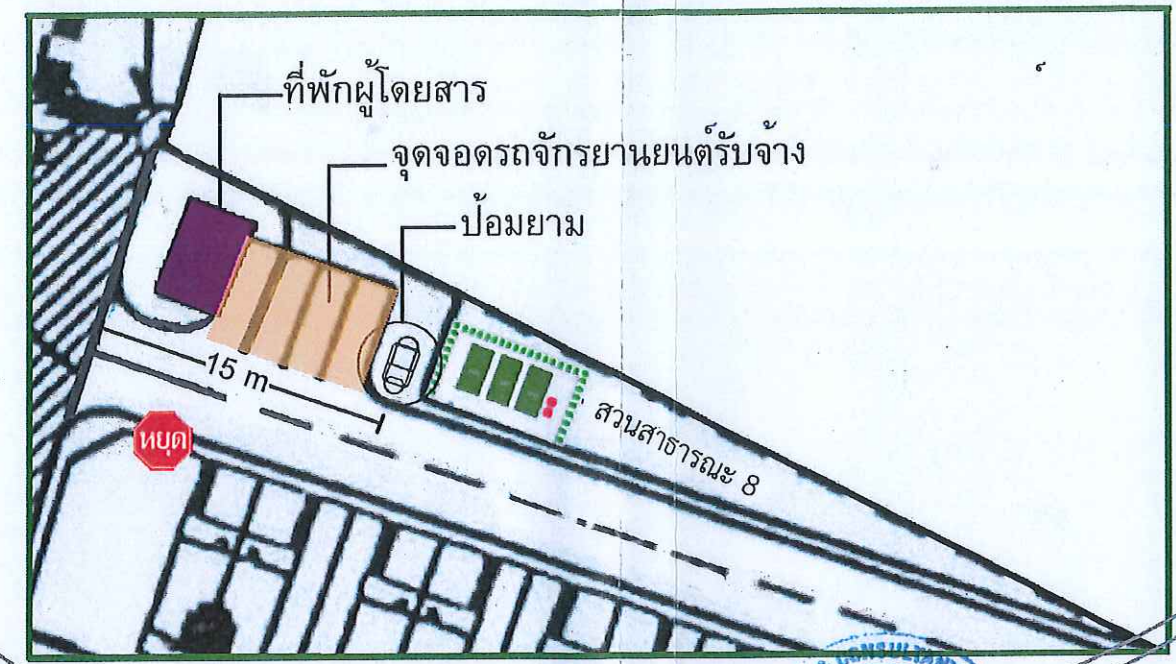 ที่พักผู้โดยสาร
จุดจอดรถจักรยานยนต์รับจ้าง
ป้อมยาม
15 m
หยุด
สวนสาธารณะ 8
CONSULTANT